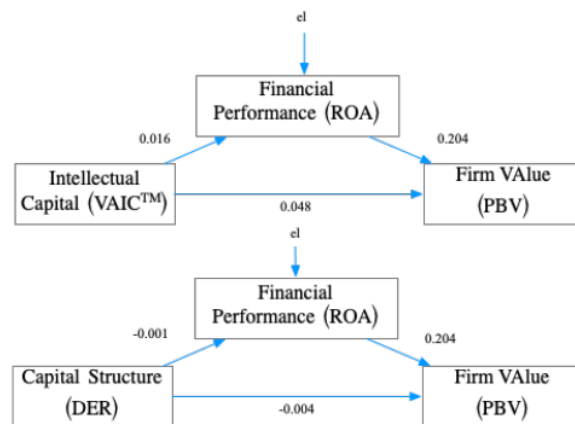 el
Financial
Performance (ROA)
0.016
0.204
Intellectual
Capital (VAIC™)
Firm VAlue
(PBV)
0.048
el
Financial
Performance (ROA)
-0.001
0.204
Capital Structure
(DER)
Firm VAlue
(PBV)
-0.004